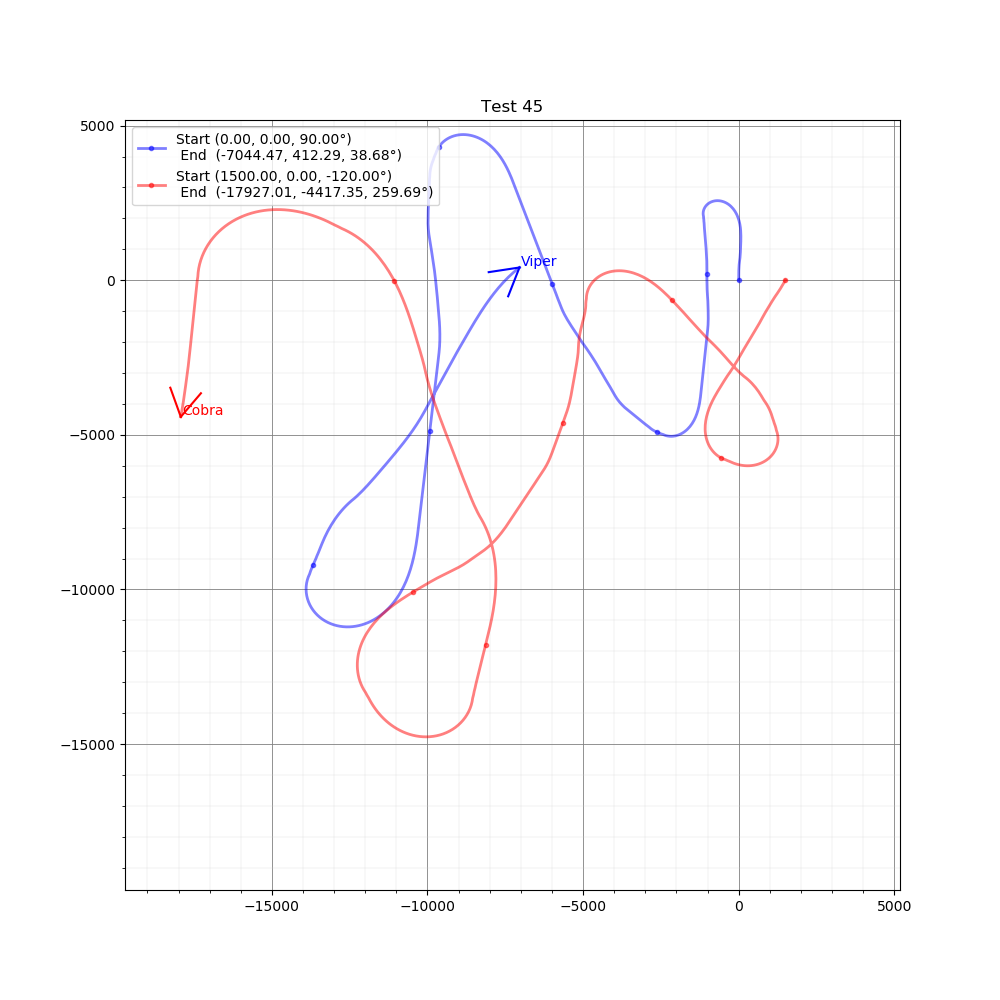 Test 45
Start (0.00, 0.00, 90.00°)
End (-7044.47, 412.29, 38.68°)
Start (1500.00, 0.00, -120.00°)
End (-17927.01, -4417.35, 259.69°)
5000
0
−5000
−10000
−15000
Viper
Cobra
−15000 −10000 −5000 0 5000